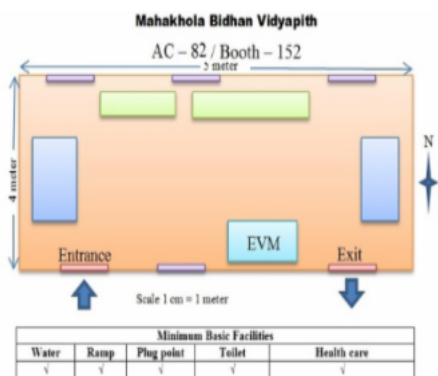 Mahakhola Bidhan Vidyapith
AC – 82 / Booth – 152
5 meter
4 meter
N
EVM
Entrance
Exit
Scale 1 cm = 1 meter
Minimum Basic Facilities
Water Ramp Plug point Toilet Health care
√ √ √ √ √